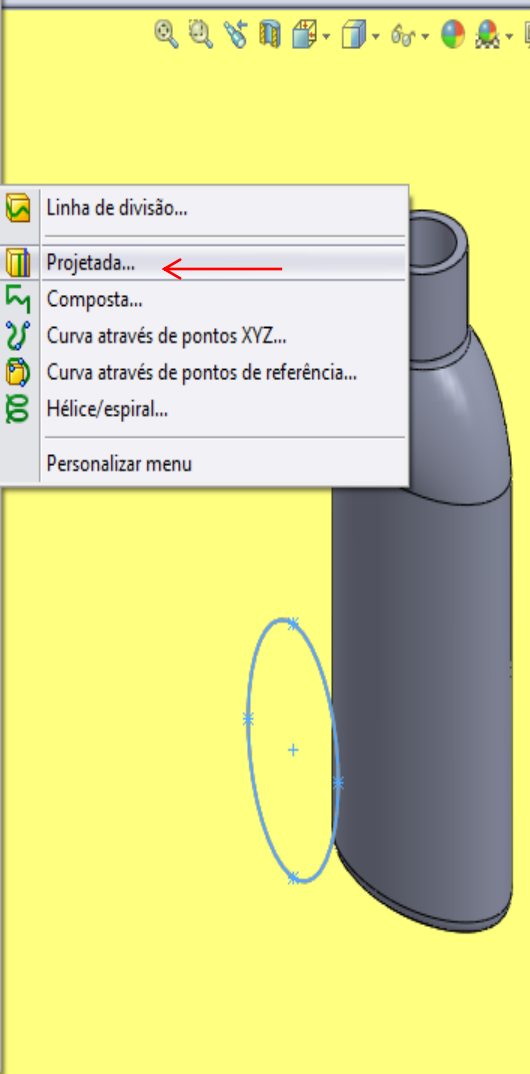 Linha de divisão...
Projetada...
Composta...
Curva através de pontos XYZ...
Curva através de pontos de referência...
Hélice/espiral...
Personalizar menu